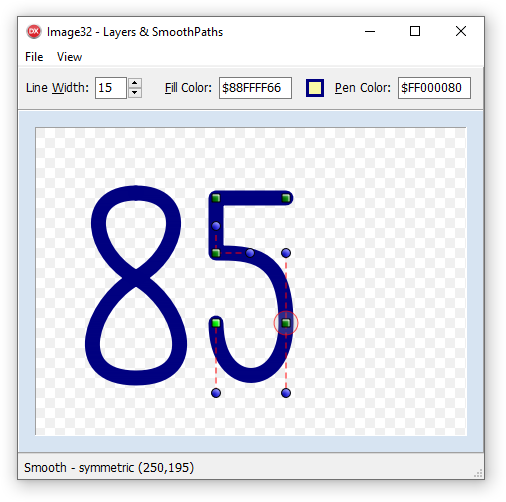 DX Image32 - Layers & SmoothPaths
File View
Line Width: 15 Fill Color: $88FFFF66 Pen Color: $FF000080
85
Smooth - symmetric (250,195)